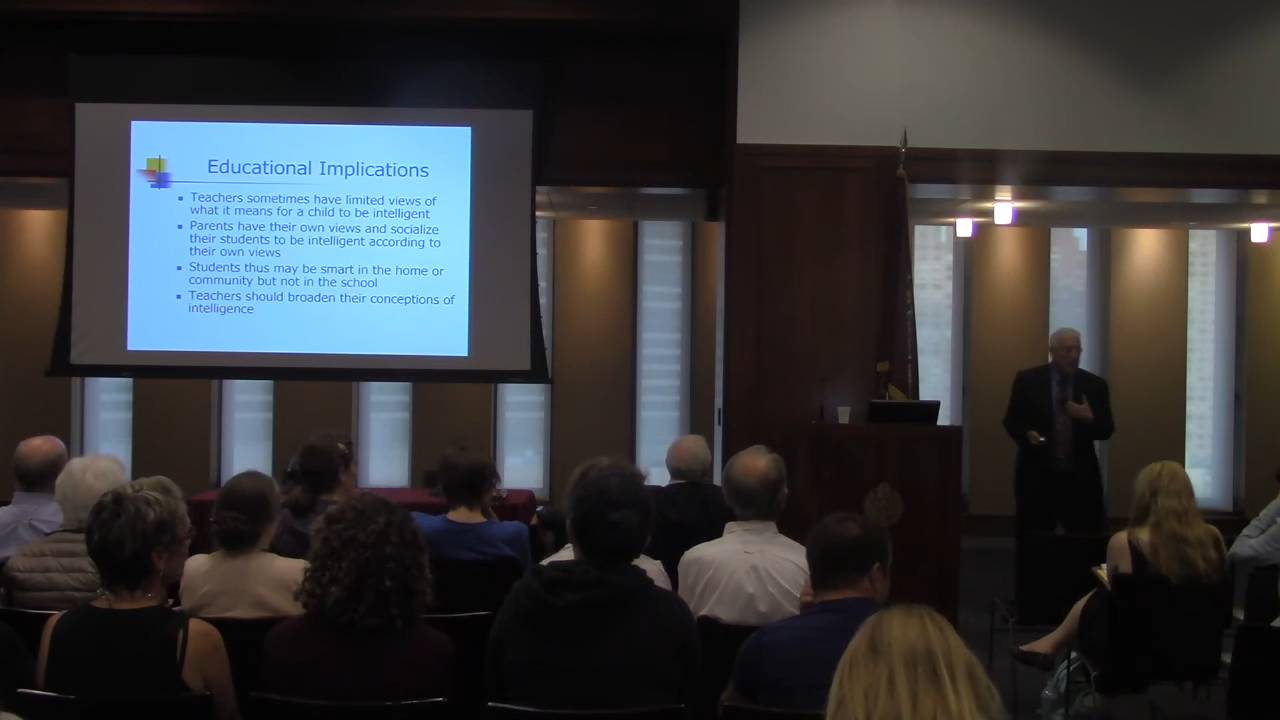 Educational Implications
Teachers sometimes have limited views of
what it means for a child to be intelligent
Parents have their own views and socialize
their students to be intelligent according to
their own views
Students thus may be smart in the home or
community but not in the school
Teachers should broaden their conceptions of
intelligence